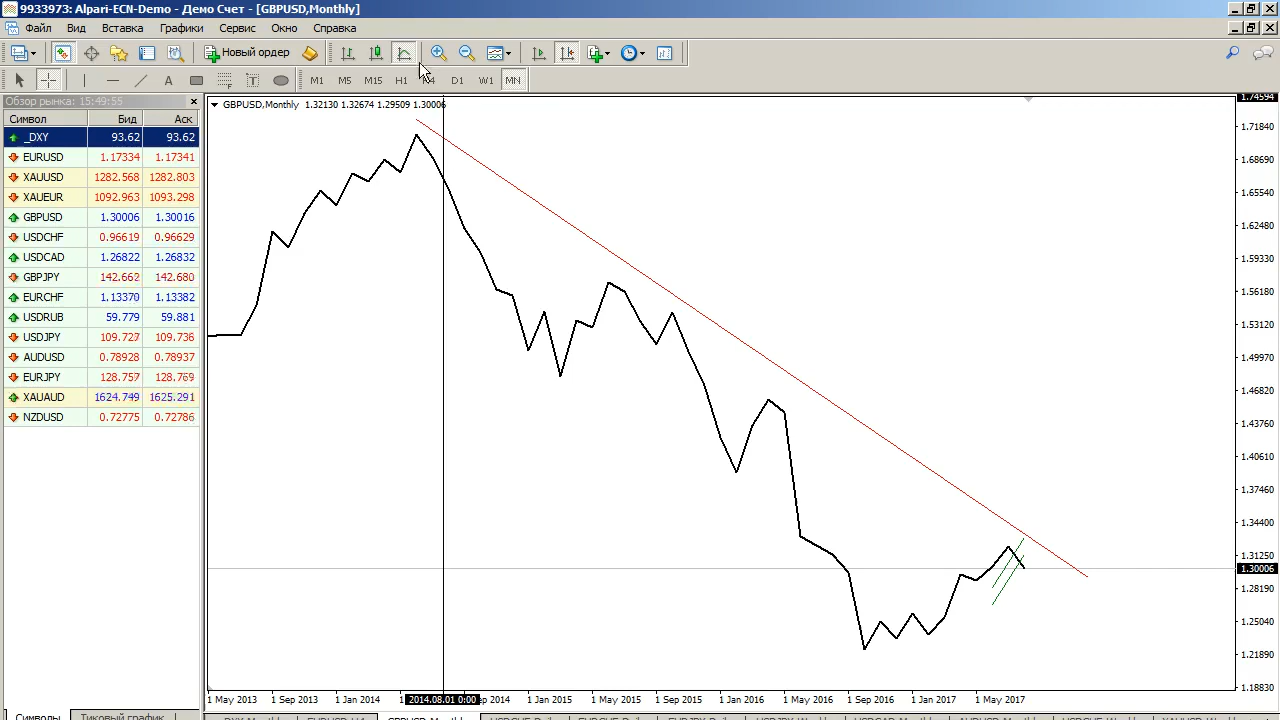 9933973: Alpari-ECN-Demo - Демо Счет - [GBPUSD,Monthly]
Файл Вид Вставка Графики Сервис Окно Справка
Новый ордер
A T M1 M5 M15 H1 H4 D1 W1 MN
Обзор рынка: 15:49:55
Символ Бид Аск
_DXY 93.62 93.62
EURUSD 1.17334 1.17341
XAUUSD 1282.568 1282.803
XAUEUR 1092.963 1093.298
GBPUSD 1.30006 1.30016
USDCHF 0.96619 0.96629
USDCAD 1.26822 1.26832
GBPJPY 142.662 142.680
EURCHF 1.13370 1.13382
USDRUB 59.779 59.881
USDJPY 109.727 109.736
AUDUSD 0.78928 0.78937
EURJPY 128.757 128.769
XAUAUD 1624.749 1625.291
NZDUSD 0.72775 0.72786
Символы Тиковый график
GBPUSD,Monthly 1.32130 1.32674 1.29509 1.30006
1.74594
1.71840
1.68690
1.65540
1.62480
1.59330
1.56180
1.53120
1.49970
1.46820
1.43760
1.40610
1.37460
1.34400
1.31250
1.30006
1.28190
1.25040
1.21890
1.18830
1 May 2013 1 Sep 2013 1 Jan 2014 1 2014.08.01 0:00 ep 2014 1 Jan 2015 1 May 2015 1 Sep 2015 1 Jan 2016 1 May 2016 1 Sep 2016 1 Jan 2017 1 May 2017